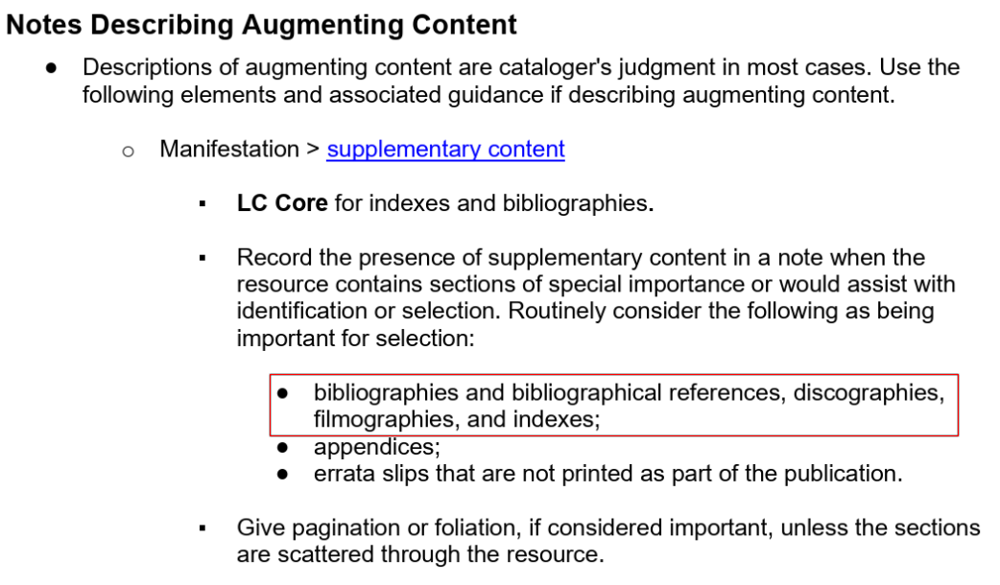 Notes Describing Augmenting Content
● Descriptions of augmenting content are cataloger's judgment in most cases. Use the
following elements and associated guidance if describing augmenting content.
○ Manifestation > supplementary content
▪ LC Core for indexes and bibliographies.
▪ Record the presence of supplementary content in a note when the
resource contains sections of special importance or would assist with
identification or selection. Routinely consider the following as being
important for selection:
● bibliographies and bibliographical references, discographies,
filmographies, and indexes;
● appendices;
● errata slips that are not printed as part of the publication.
▪ Give pagination or foliation, if considered important, unless the sections
are scattered through the resource.